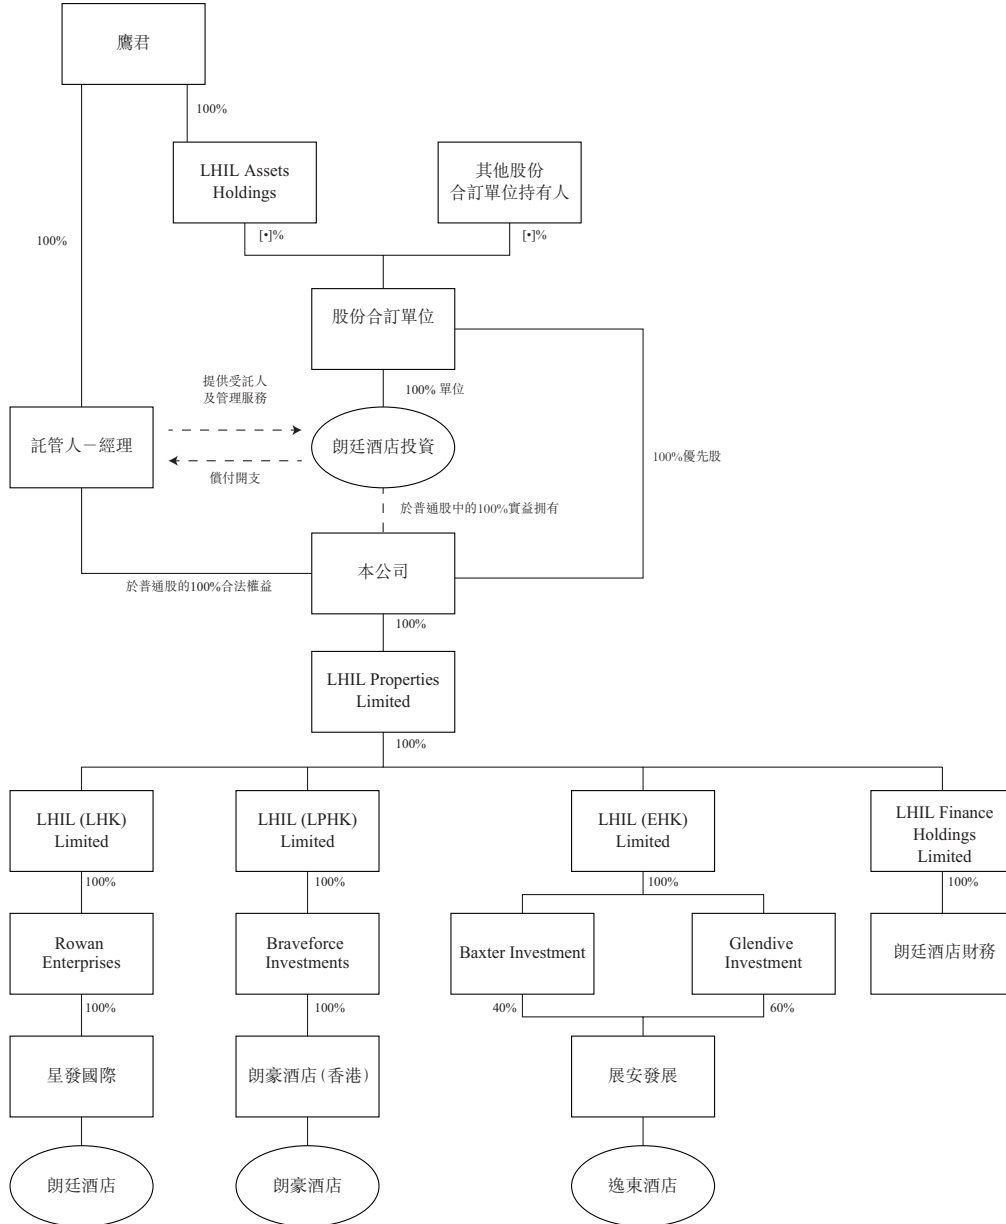 鷹君
100%
LHIL Assets
Holdings
其他股份
合訂單位持有人
100%
[•]%
[•]%
股份合訂單位
提供受託人
及管理服務
100% 單位
託管人－經理
朗廷酒店投資
100%優先股
償付開支
於普通股中的100%實益擁有
本公司
於普通股的100%合法權益
100%
LHIL Properties
Limited
100%
LHIL (LHK)
Limited
LHIL (LPHK)
Limited
LHIL (EHK)
Limited
LHIL Finance
Holdings
Limited
100%
100%
100%
100%
Rowan
Enterprises
Braveforce
Investments
Baxter Investment
Glendive
Investment
朗廷酒店財務
100%
100%
40%
60%
星發國際
朗豪酒店(香港)
展安發展
朗廷酒店
朗豪酒店
逸東酒店